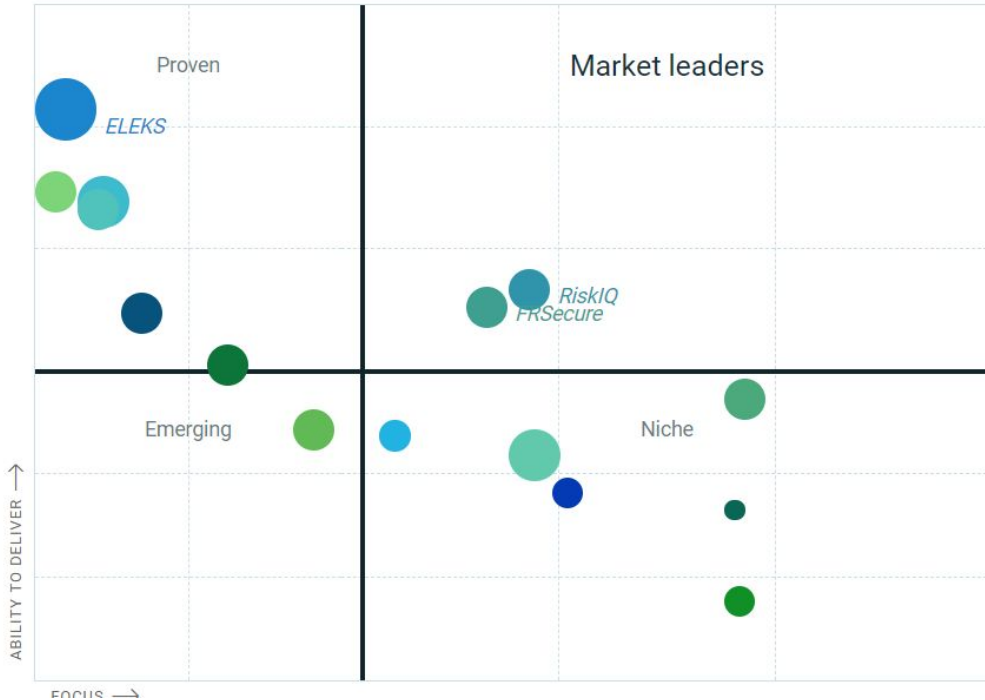 Proven
Market leaders
ELEKS
RiskIQ
FRSecure
Emerging
Niche
ABILITY TO DELIVER
FOCUS